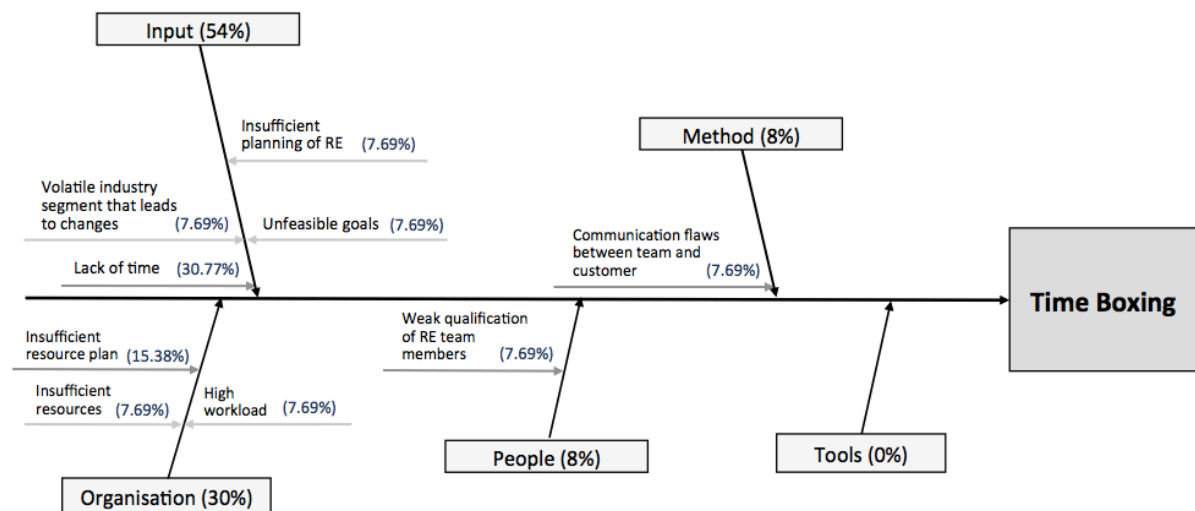 Input (54%)
Insufficient
planning of RE (7.69%)
Method (8%)
Volatile industry
segment that leads
to changes (7.69%)
Unfeasible goals (7.69%)
Communication flaws
between team and
customer (7.69%)
Lack of time (30.77%)
Time Boxing
Weak qualification
of RE team
members (7.69%)
Insufficient
resource plan (15.38%)
Insufficient
resources (7.69%)
High
workload (7.69%)
People (8%)
Tools (0%)
Organisation (30%)